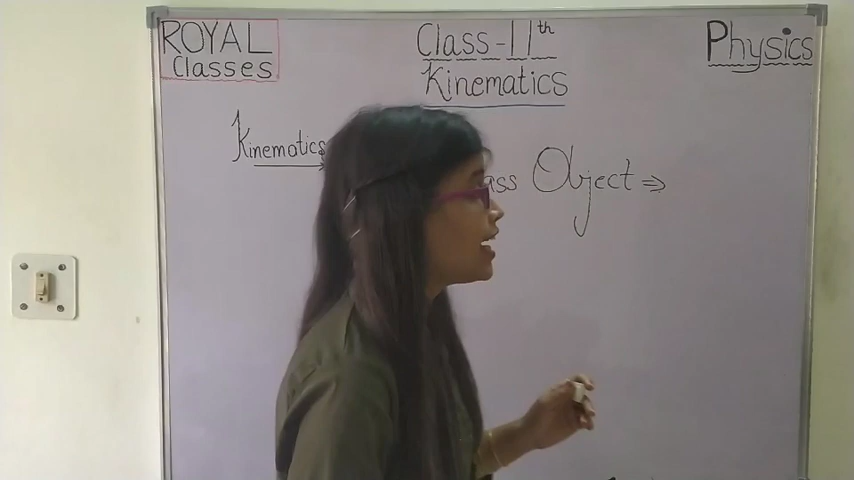 ROYAL
Classes
Class-11th
Kinematics
Physics
Kinematics
Object ⇒